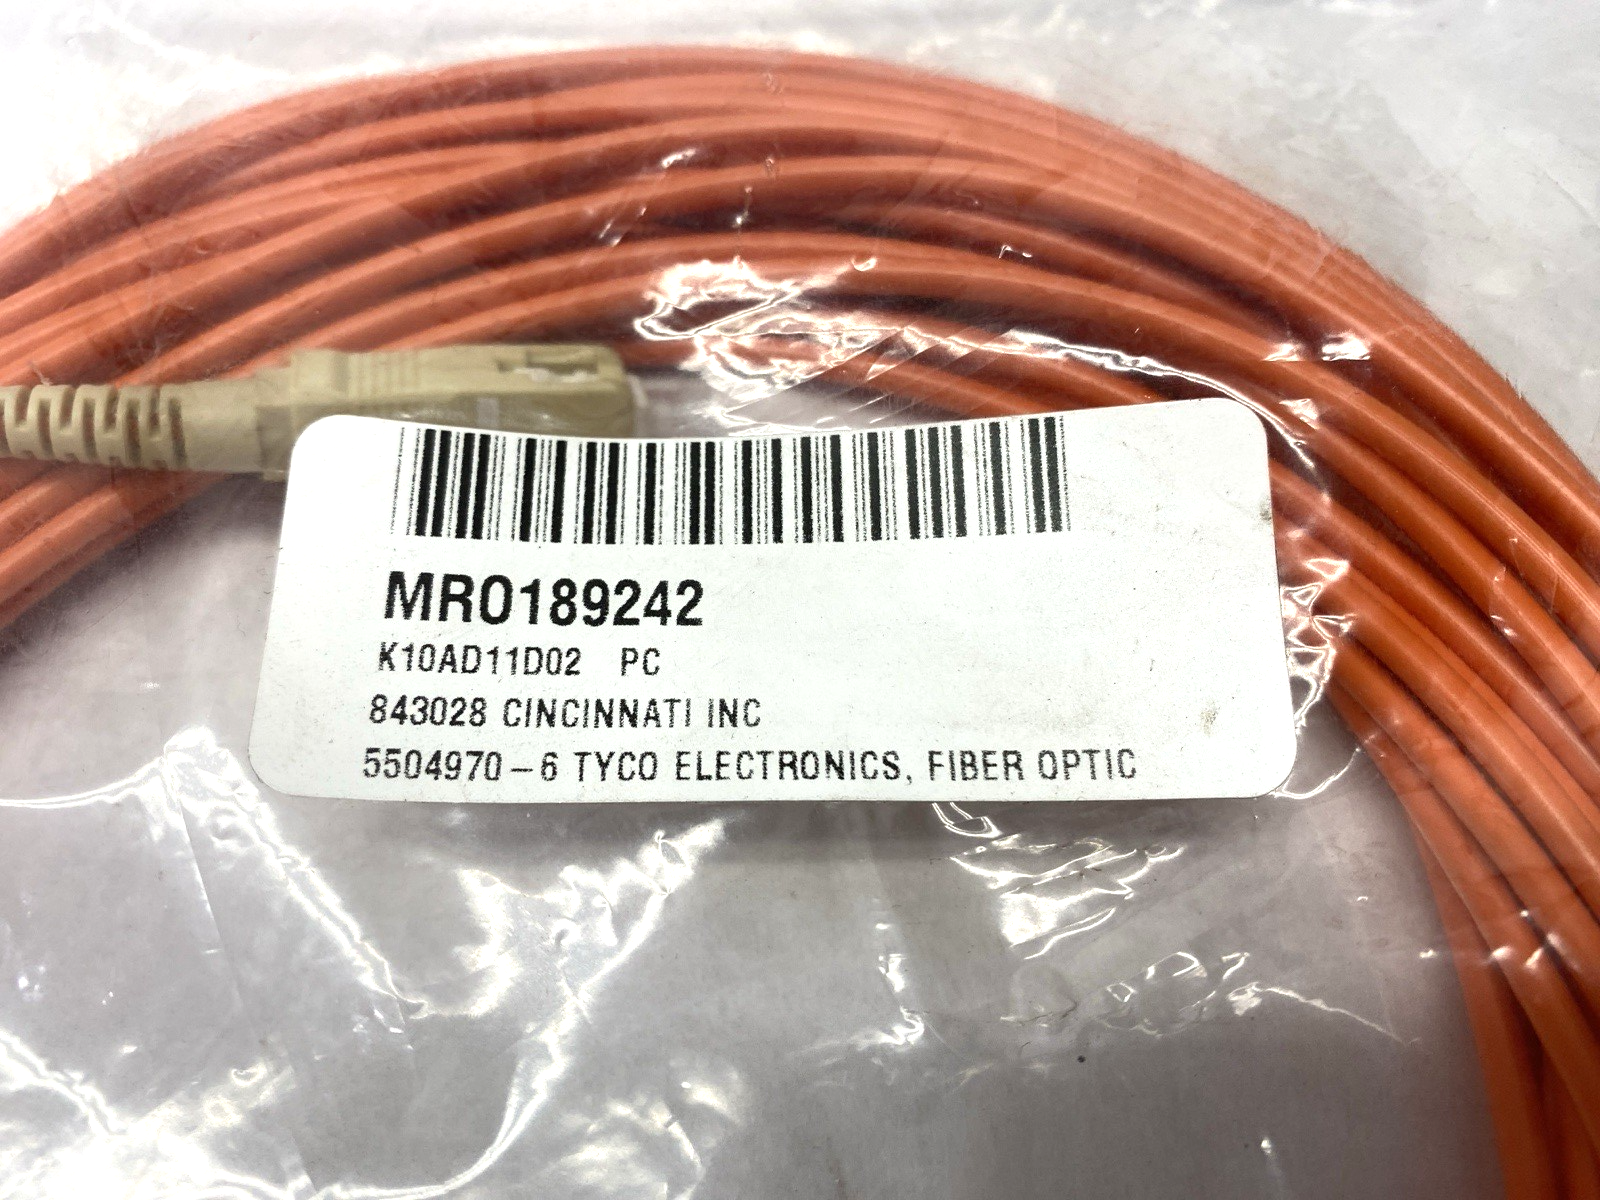 MRO189242
K10AD11D02 PC
843028 CINCINNATI INC
5504970-6 TYCO ELECTRONICS, FIBER OPTIC